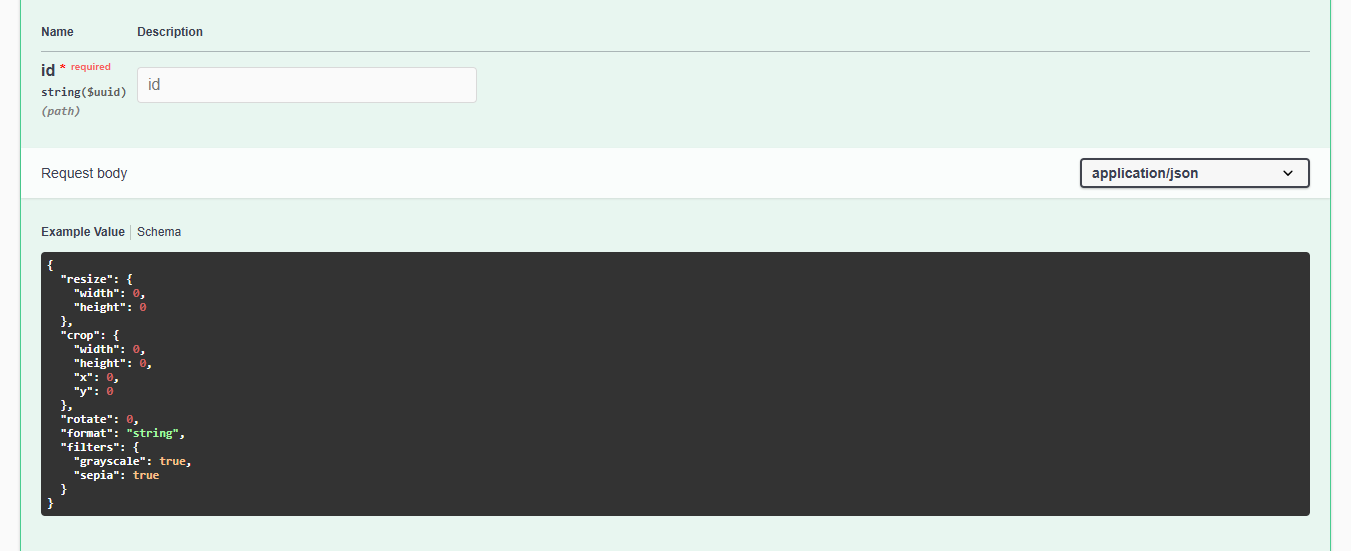 Name Description
id * required
id
string($uuid)
(path)
Request body application/json
Example Value Schema
{
  "resize": {
    "width": 0,
    "height": 0
  },
  "crop": {
    "width": 0,
    "height": 0,
    "x": 0,
    "y": 0
  },
  "rotate": 0,
  "format": "string",
  "filters": {
    "grayscale": true,
    "sepia": true
  }
}